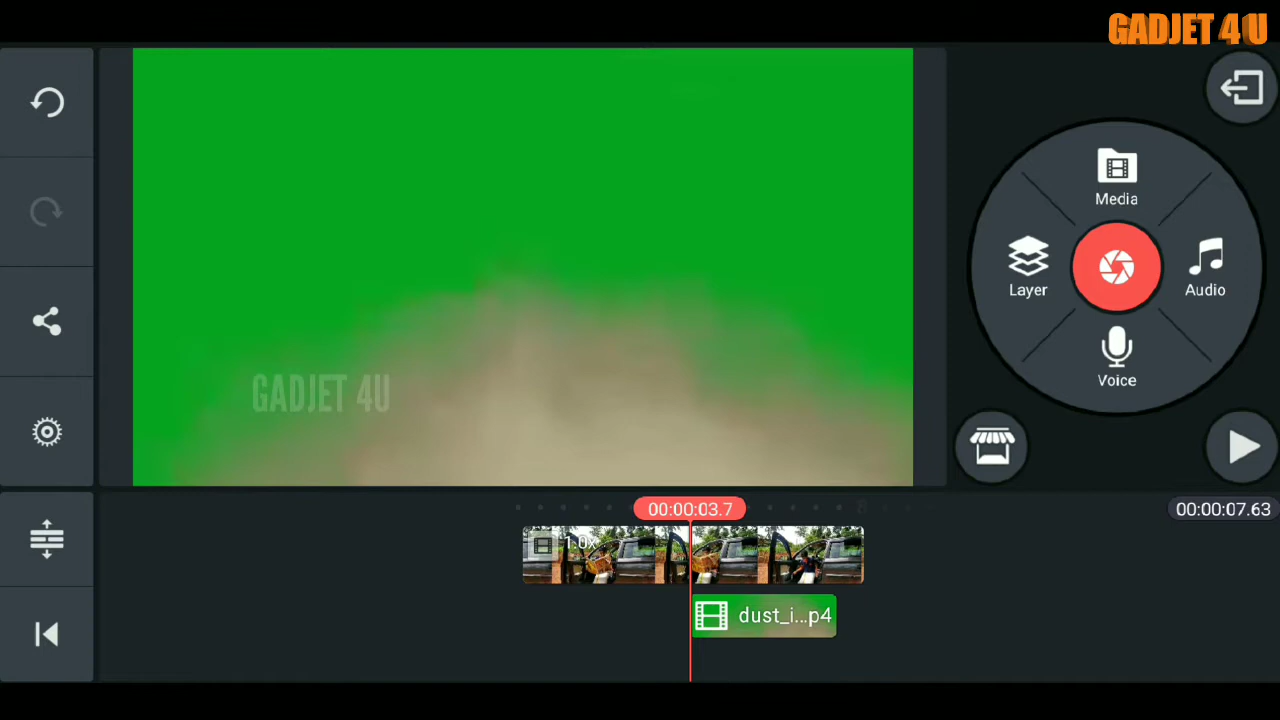 GADJET 4 U
Media
Layer
Audio
Voice
GADJET 4U
00:00:03.7
00:00:07.63
1.0x
dust_i...p4